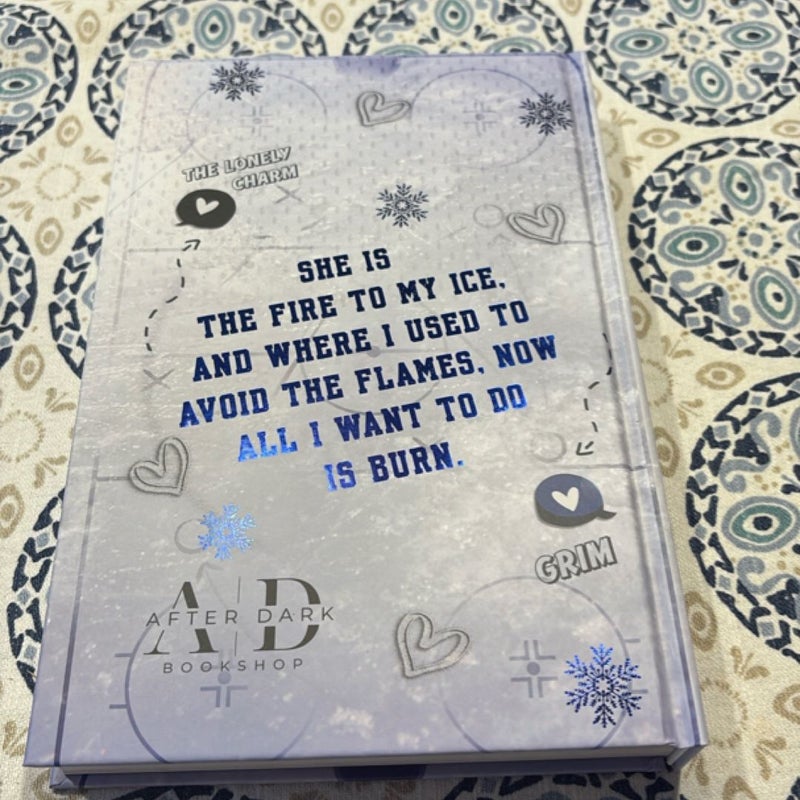 THE LONELY
CHARM
SHE IS
THE FIRE TO MY ICE,
AND WHERE I USED TO
AVOID THE FLAMES, NOW
ALL I WANT TO DO
IS BURN.
GRIM
A|D
AFTER DARK
BOOKSHOP